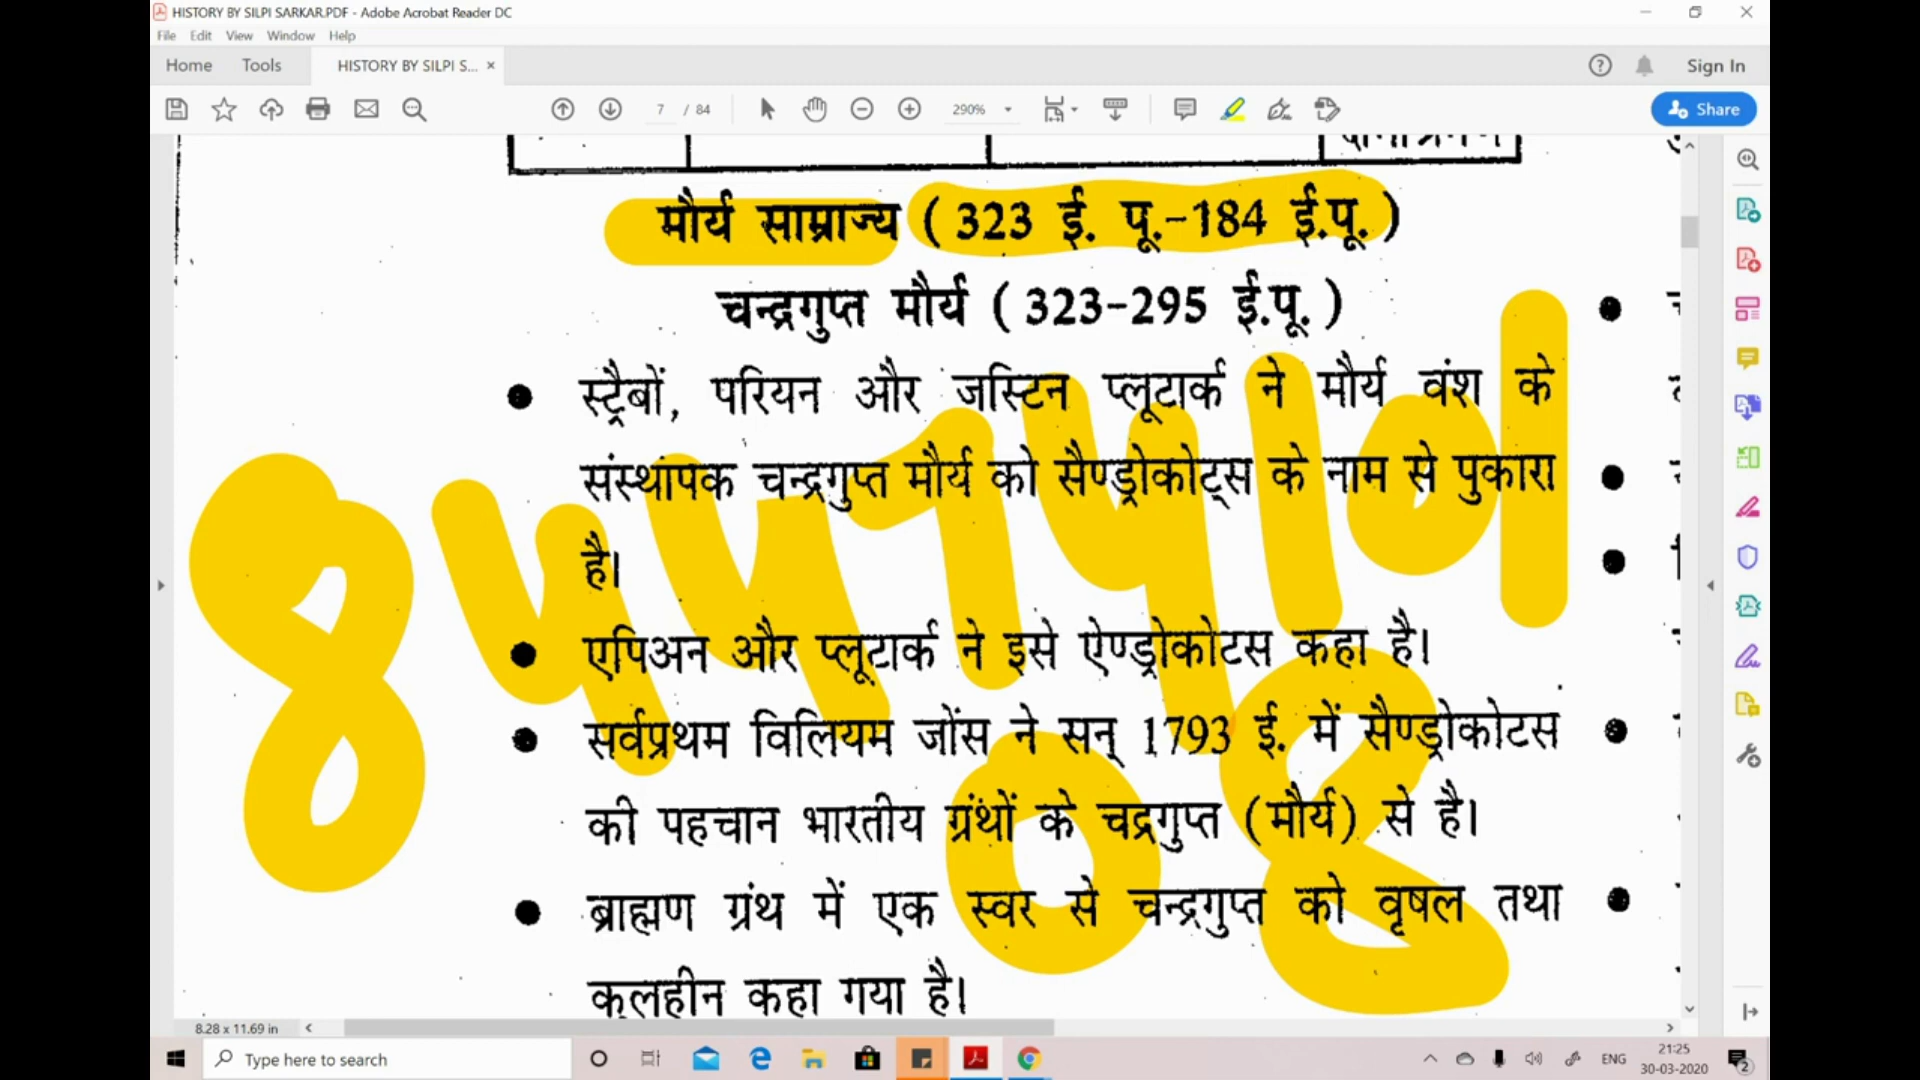 HISTORY BY SILPI SARKAR.PDF - Adobe Acrobat Reader DC
File Edit View Window Help
Home Tools HISTORY BY SILPI S... × Sign In
7 / 84 290% Share
मौर्य साम्राज्य ( 323 ई. पू.-184 ई.पू. )
चन्द्रगुप्त मौर्य ( 323-295 ई.पू. )
● स्ट्रैबों, परियन और जस्टिन प्लूटार्क ने मौर्य वंश के
संस्थापक चन्द्रगुप्त मौर्य को सैण्ड्रोकोट्स के नाम से पुकारा
है।
● एपिअन और प्लूटार्क ने इसे ऐण्ड्रोकोटस कहा है।
● सर्वप्रथम विलियम जोंस ने सन् 1793 ई. में सैण्ड्रोकोटस
की पहचान भारतीय ग्रंथों के चद्रगुप्त (मौर्य) से है।
● ब्राह्मण ग्रंथ में एक स्वर से चन्द्रगुप्त को वृषल तथा
कुलहीन कहा गया है।
8.28 x 11.69 in
Type here to search
ENG 21:25
30-03-2020
2